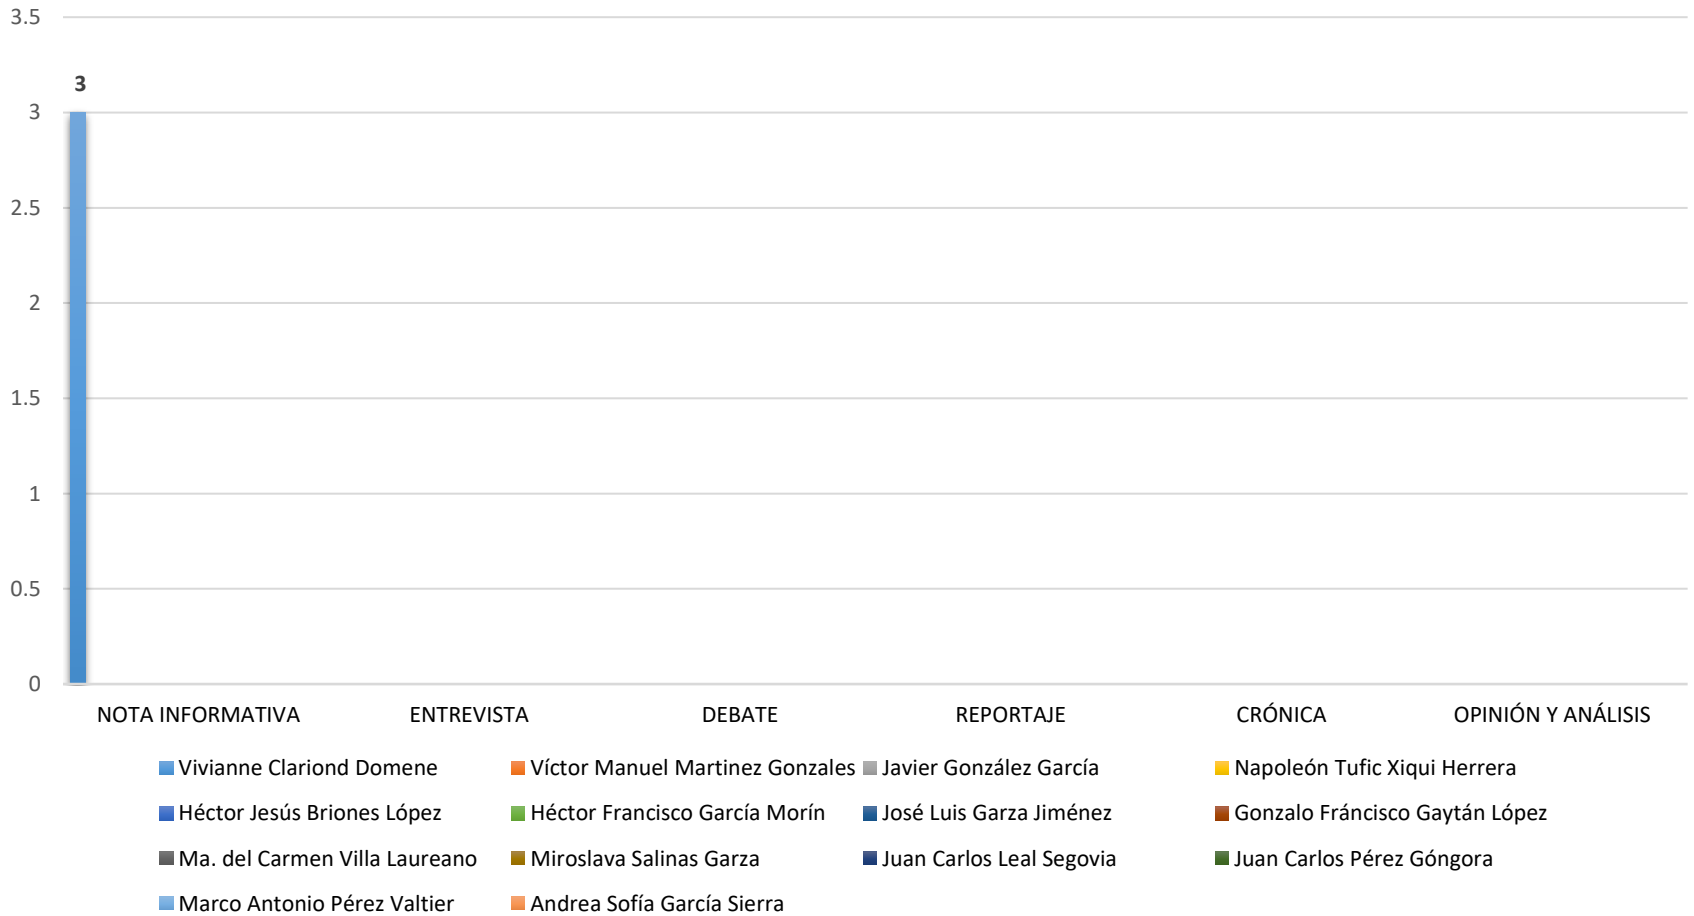 3.5
3
3
2.5
2
1.5
1
0.5
0
NOTA INFORMATIVA ENTREVISTA DEBATE REPORTAJE CRÓNICA OPINIÓN Y ANÁLISIS
Vivianne Clariond Domene Víctor Manuel Martinez Gonzales Javier González García Napoleón Tufic Xiqui Herrera
Héctor Jesús Briones López Héctor Francisco García Morín José Luis Garza Jiménez Gonzalo Fráncisco Gaytán López
Ma. del Carmen Villa Laureano Miroslava Salinas Garza Juan Carlos Leal Segovia Juan Carlos Pérez Góngora
Marco Antonio Pérez Valtier Andrea Sofía García Sierra